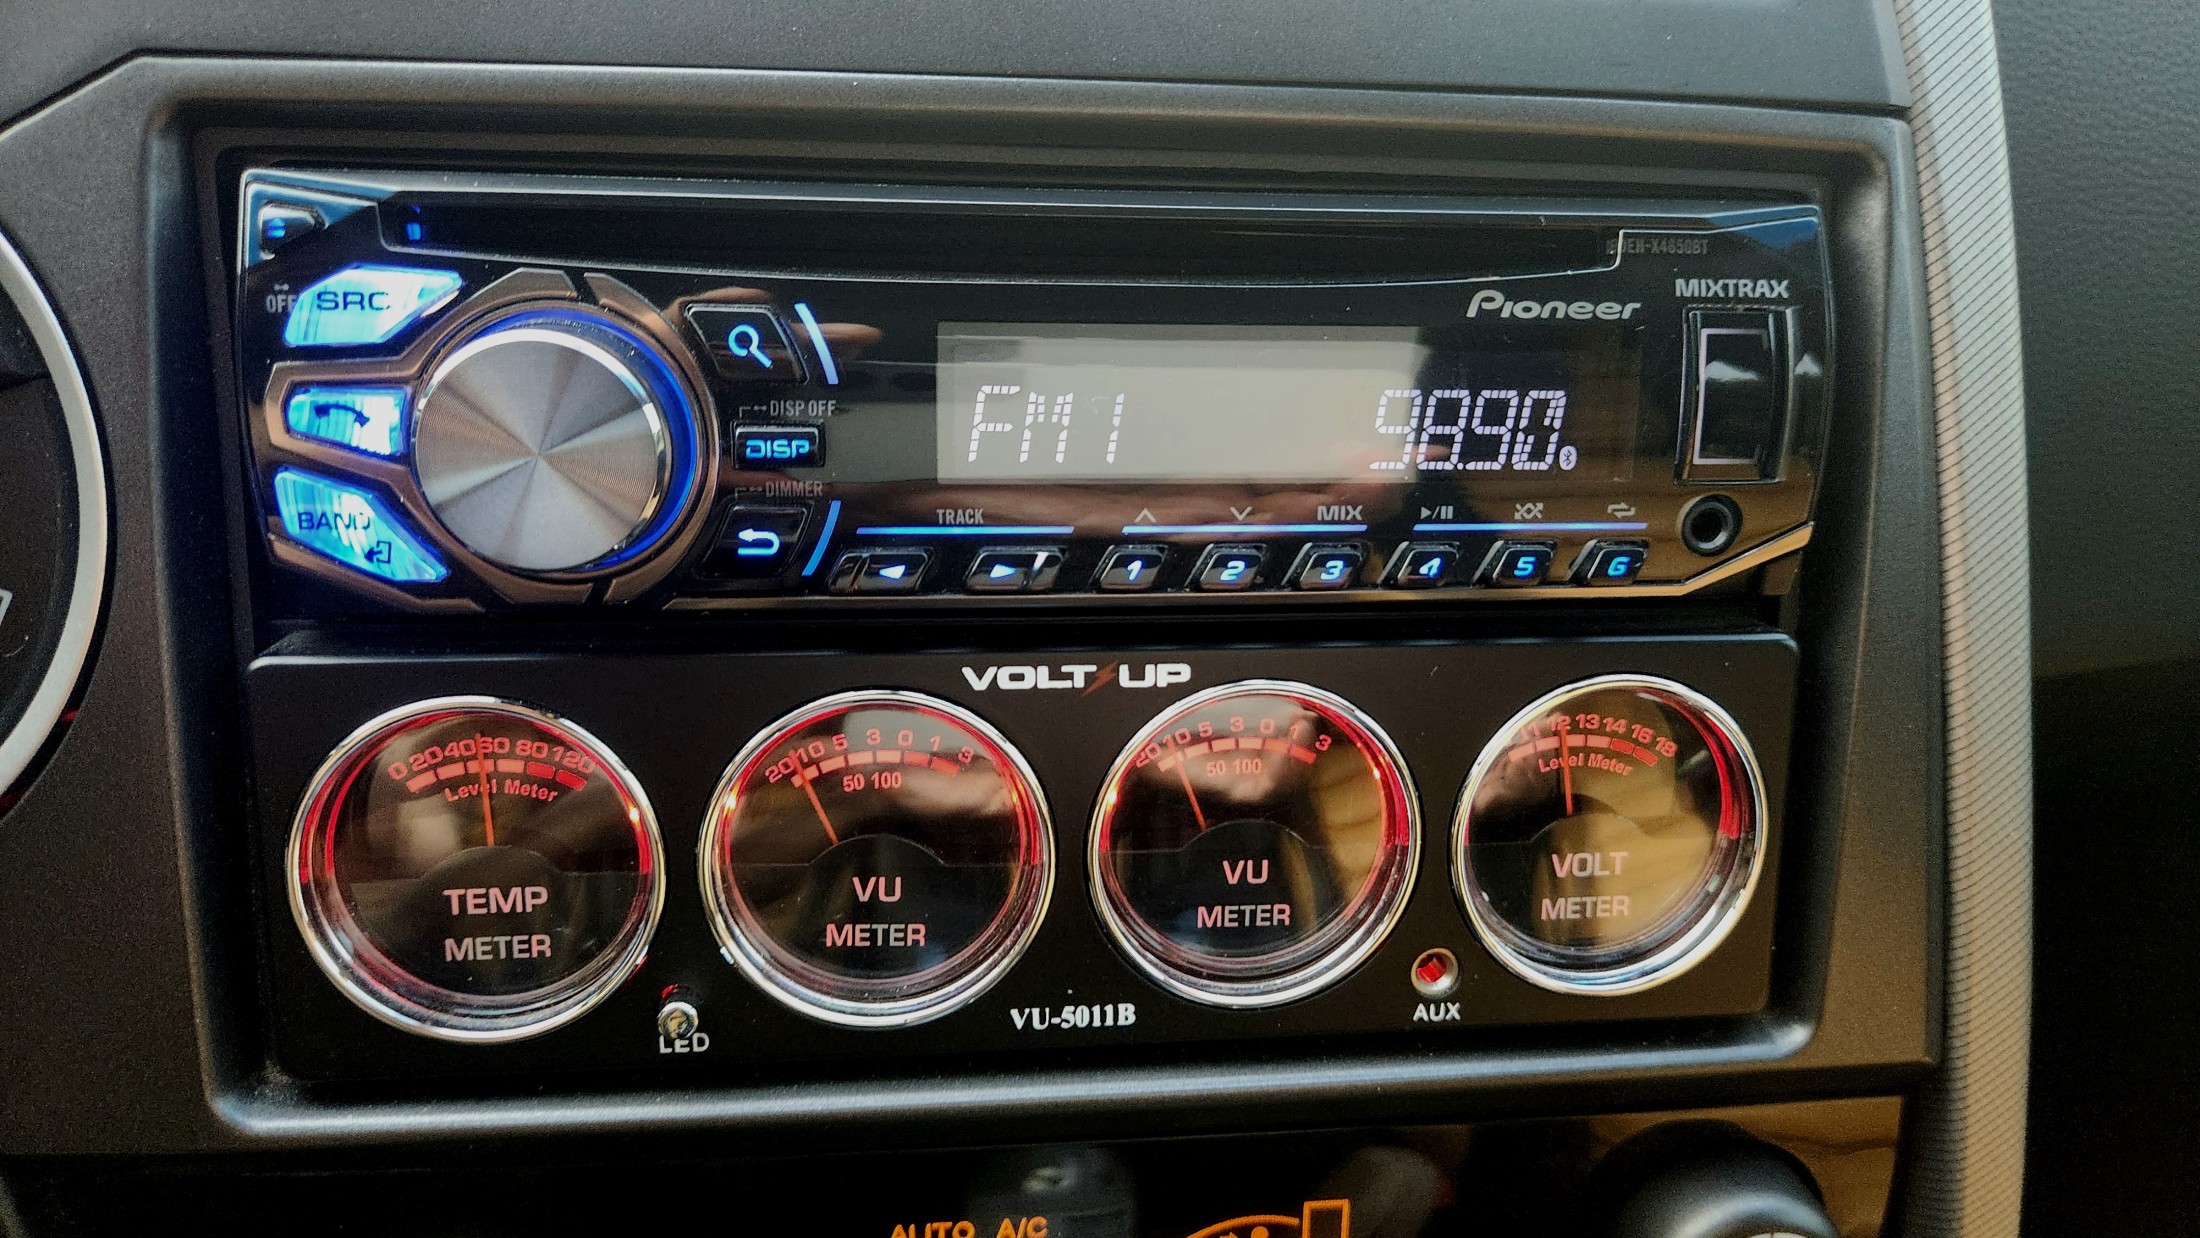 DEH-X4650BT
OFF SRC
Pioneer
MIXTRAX
DISP OFF
DISP
FM1 98.90
DIMMER
BAND
TRACK
MIX
1 2 3 4 5 6
VOLT UP
0 20 40 60 80 120
Level Meter
TEMP
METER
20 10 5 3 0 1 3
50 100
VU
METER
20 10 5 3 0 1 3
50 100
VU
METER
11 12 13 14 16 18
Level Meter
VOLT
METER
LED
VU-5011B
AUX
AUTO A/C